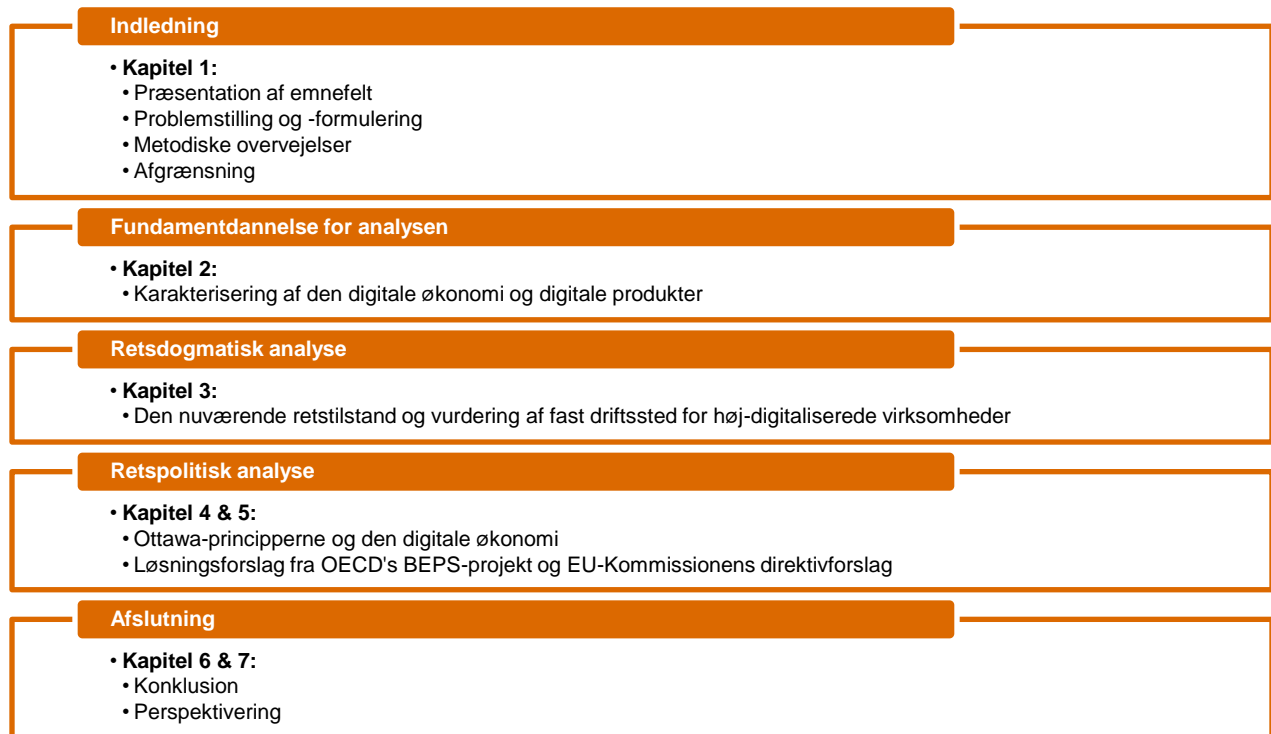 Indledning
• Kapitel 1:
• Præsentation af emnefelt
• Problemstilling og -formulering
• Metodiske overvejelser
• Afgrænsning
Fundamentdannelse for analysen
• Kapitel 2:
• Karakterisering af den digitale økonomi og digitale produkter
Retsdogmatisk analyse
• Kapitel 3:
• Den nuværende retstilstand og vurdering af fast driftssted for høj-digitaliserede virksomheder
Retspolitisk analyse
• Kapitel 4 & 5:
• Ottawa-principperne og den digitale økonomi
• Løsningsforslag fra OECD's BEPS-projekt og EU-Kommissionens direktivforslag
Afslutning
• Kapitel 6 & 7:
• Konklusion
• Perspektivering